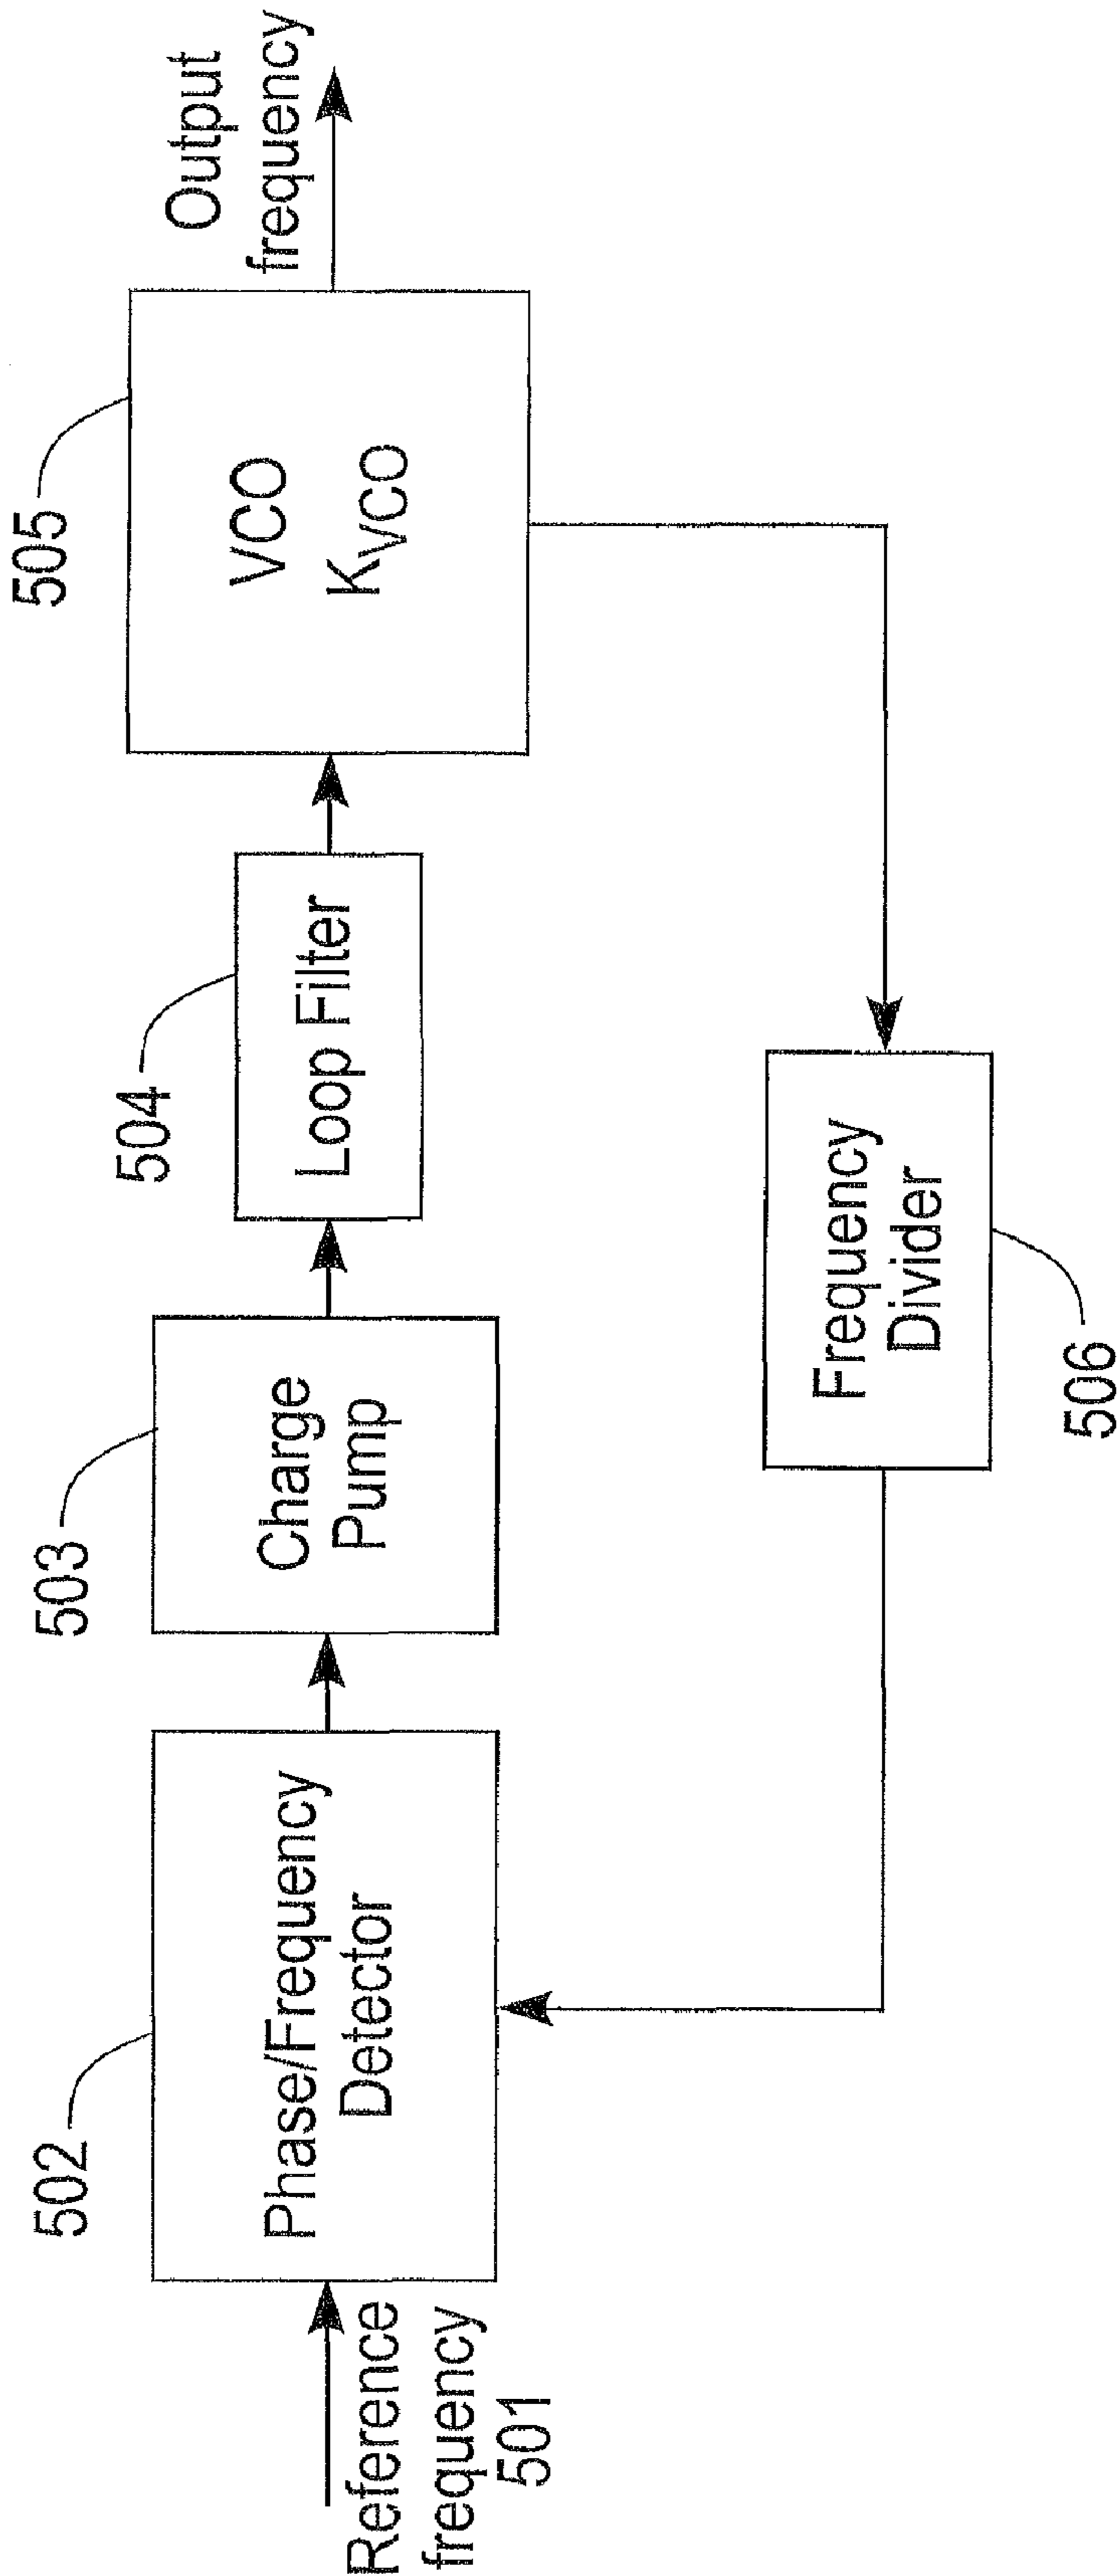 Reference
frequency
501
502
Phase/Frequency
Detector
503
Charge
Pump
504
Loop Filter
505
VCO
KVCO
Output
frequency
Frequency
Divider
506